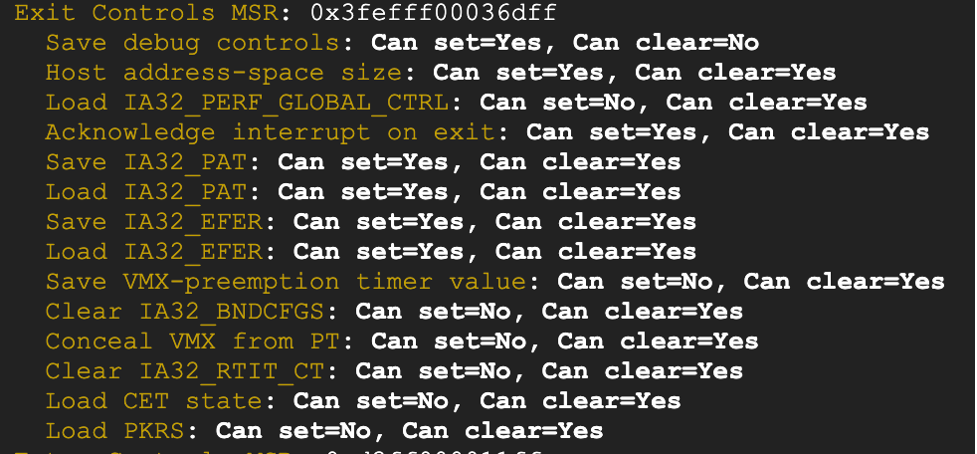 Exit Controls MSR: 0x3fefff00036dff
Save debug controls: Can set=Yes, Can clear=No
Host address-space size: Can set=Yes, Can clear=Yes
Load IA32_PERF_GLOBAL_CTRL: Can set=No, Can clear=Yes
Acknowledge interrupt on exit: Can set=Yes, Can clear=Yes
Save IA32_PAT: Can set=Yes, Can clear=Yes
Load IA32_PAT: Can set=Yes, Can clear=Yes
Save IA32_EFER: Can set=Yes, Can clear=Yes
Load IA32_EFER: Can set=Yes, Can clear=Yes
Save VMX-preemption timer value: Can set=No, Can clear=Yes
Clear IA32_BNDCFGS: Can set=No, Can clear=Yes
Conceal VMX from PT: Can set=No, Can clear=Yes
Clear IA32_RTIT_CT: Can set=No, Can clear=Yes
Load CET state: Can set=No, Can clear=Yes
Load PKRS: Can set=No, Can clear=Yes